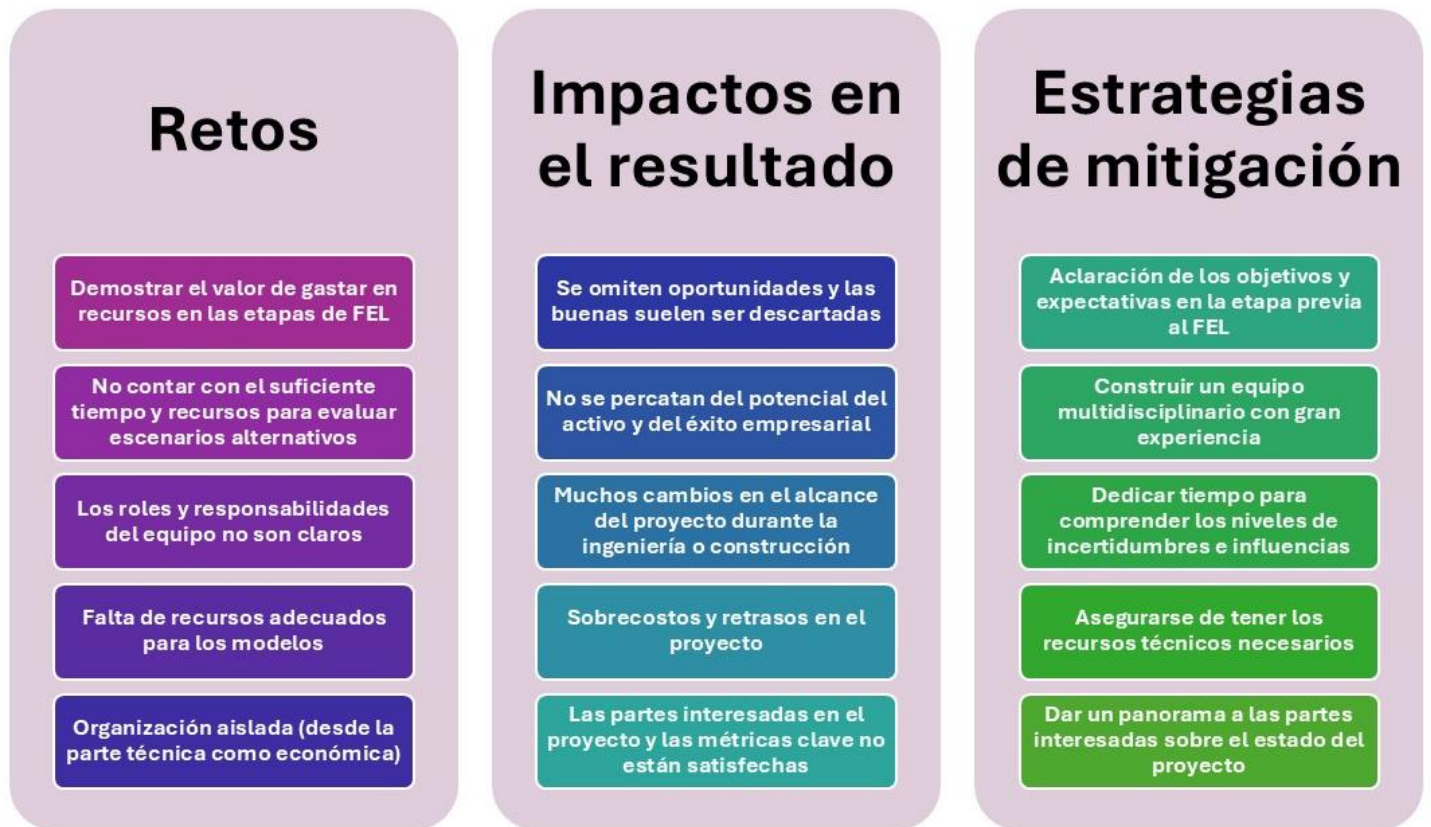 Retos
Demostrar el valor de gastar en
recursos en las etapas de FEL
No contar con el suficiente
tiempo y recursos para evaluar
escenarios alternativos
Los roles y responsabilidades
del equipo no son claros
Falta de recursos adecuados
para los modelos
Organización aislada (desde la
parte técnica como económica)
Impactos en
el resultado
Se omiten oportunidades y las
buenas suelen ser descartadas
No se percatan del potencial del
activo y del éxito empresarial
Muchos cambios en el alcance
del proyecto durante la
ingeniería o construcción
Sobrecostos y retrasos en el
proyecto
Las partes interesadas en el
proyecto y las métricas clave no
están satisfechas
Estrategias
de mitigación
Aclaración de los objetivos y
expectativas en la etapa previa
al FEL
Construir un equipo
multidisciplinario con gran
experiencia
Dedicar tiempo para
comprender los niveles de
incertidumbres e influencias
Asegurarse de tener los
recursos técnicos necesarios
Dar un panorama a las partes
interesadas sobre el estado del
proyecto